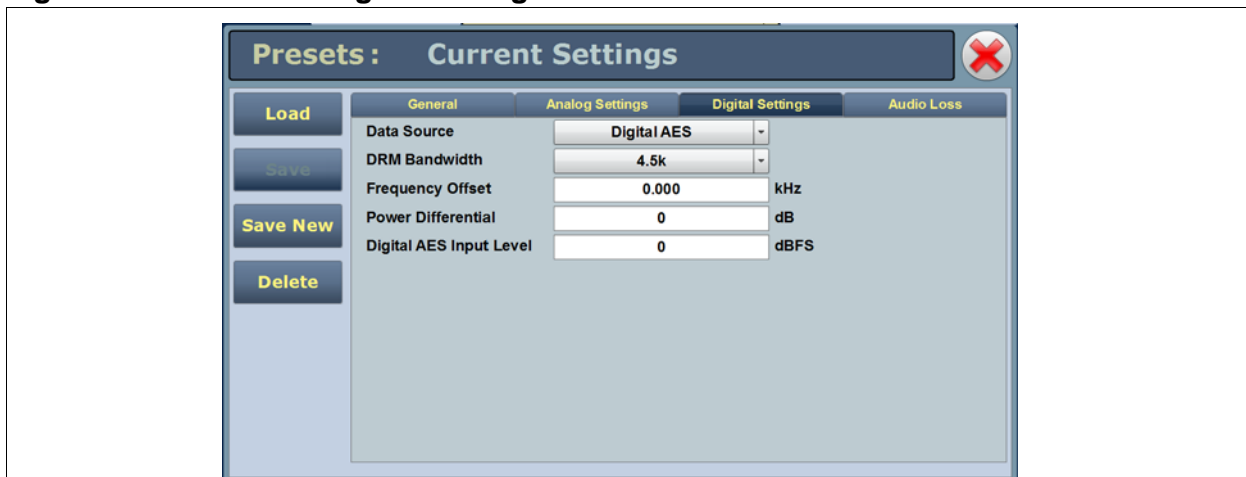 Presets: Current Settings
General Analog Settings Digital Settings Audio Loss
Load
Save
Save New
Delete
Data Source Digital AES
DRM Bandwidth 4.5k
Frequency Offset 0.000 kHz
Power Differential 0 dB
Digital AES Input Level 0 dBFS